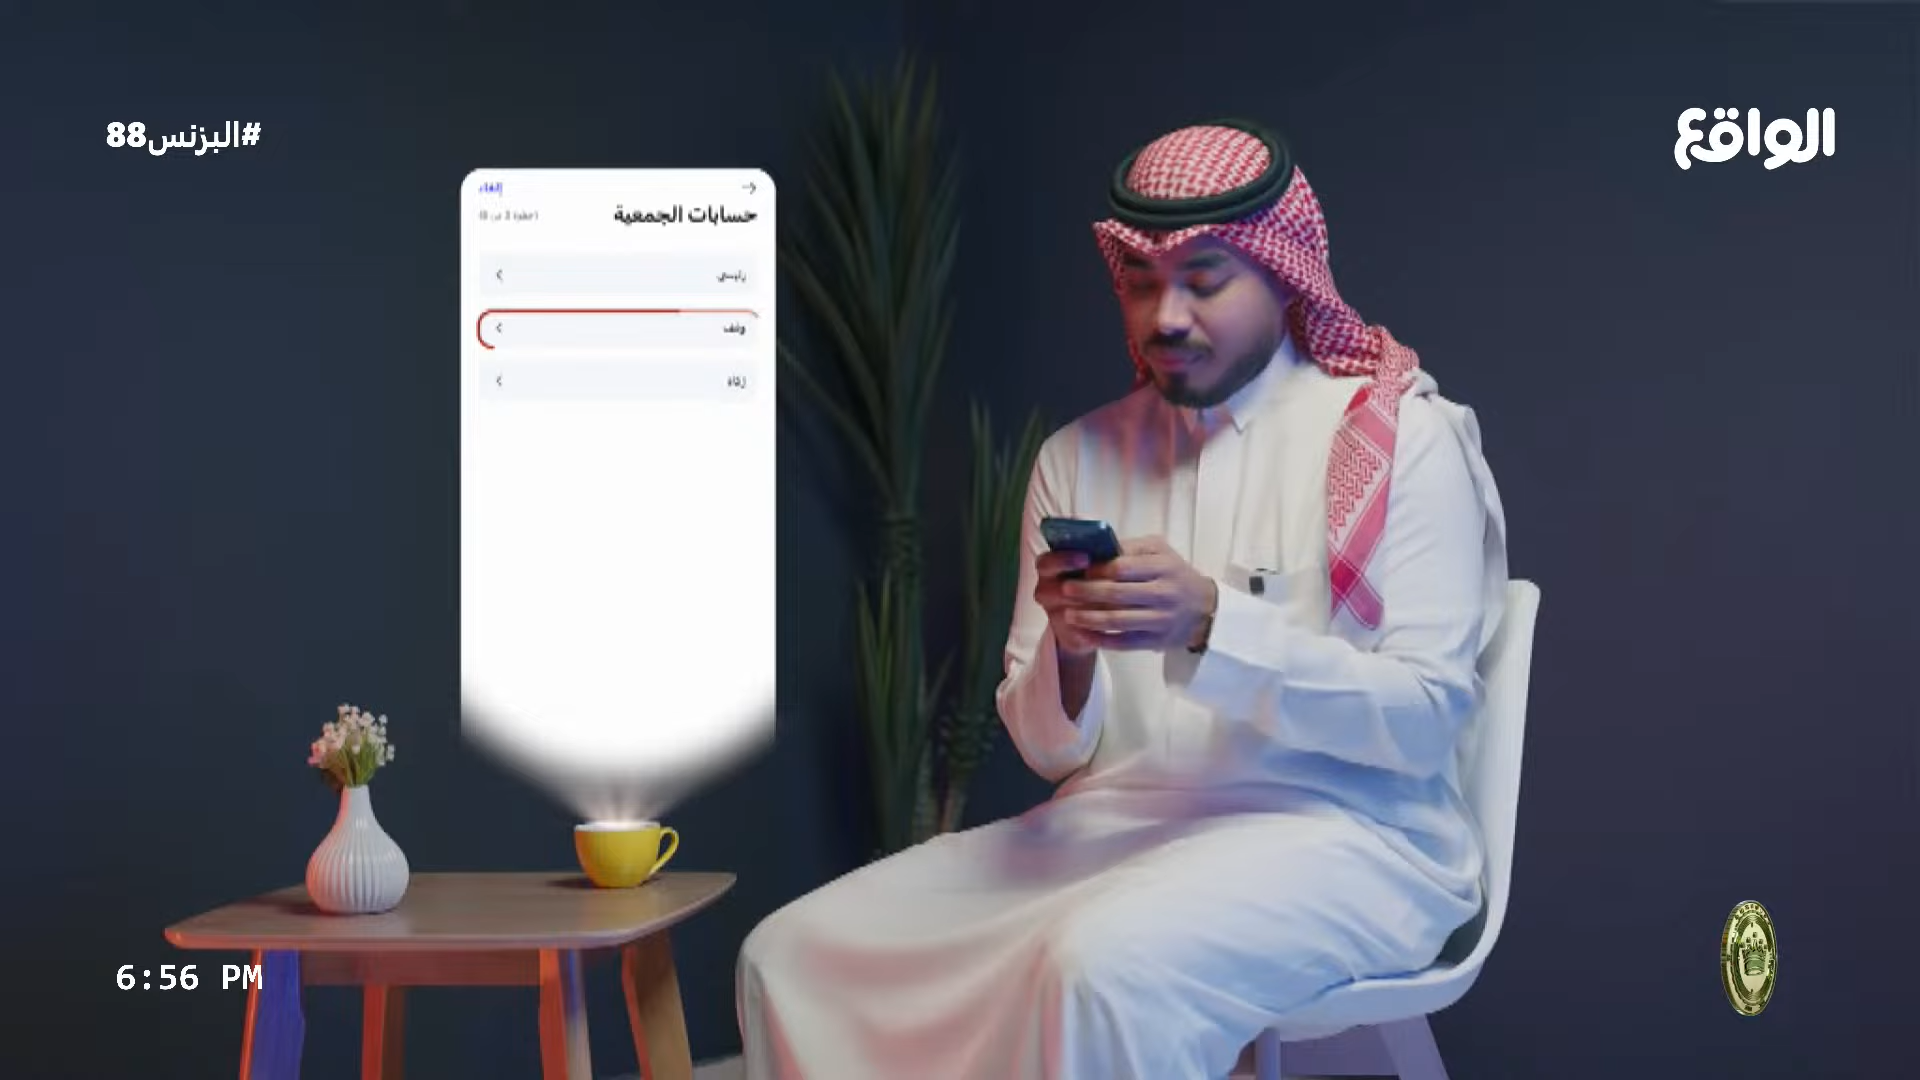 الواقع
#البزنس88
إلغاء
حسابات الجمعية
رئيسي
وقف
زكاة
6:56 PM